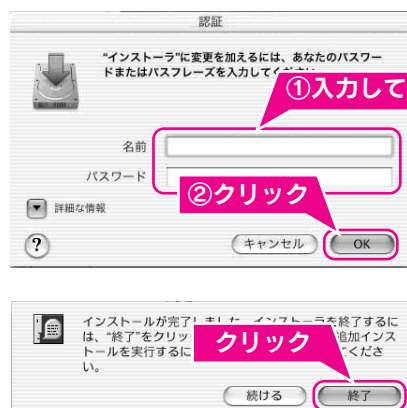 認証
"インストーラ"に変更を加えるには、あなたのパスワー
ドまたはパスフレーズを入力してください
①入力して
名前
パスワード
②クリック
詳細な情報
?
キャンセル
OK
インストールが完了しました インストーラを終了するに
は、"終了"をクリッ
追加インス
クリック
トールを実行するに
てくださ
い。
続ける
終了